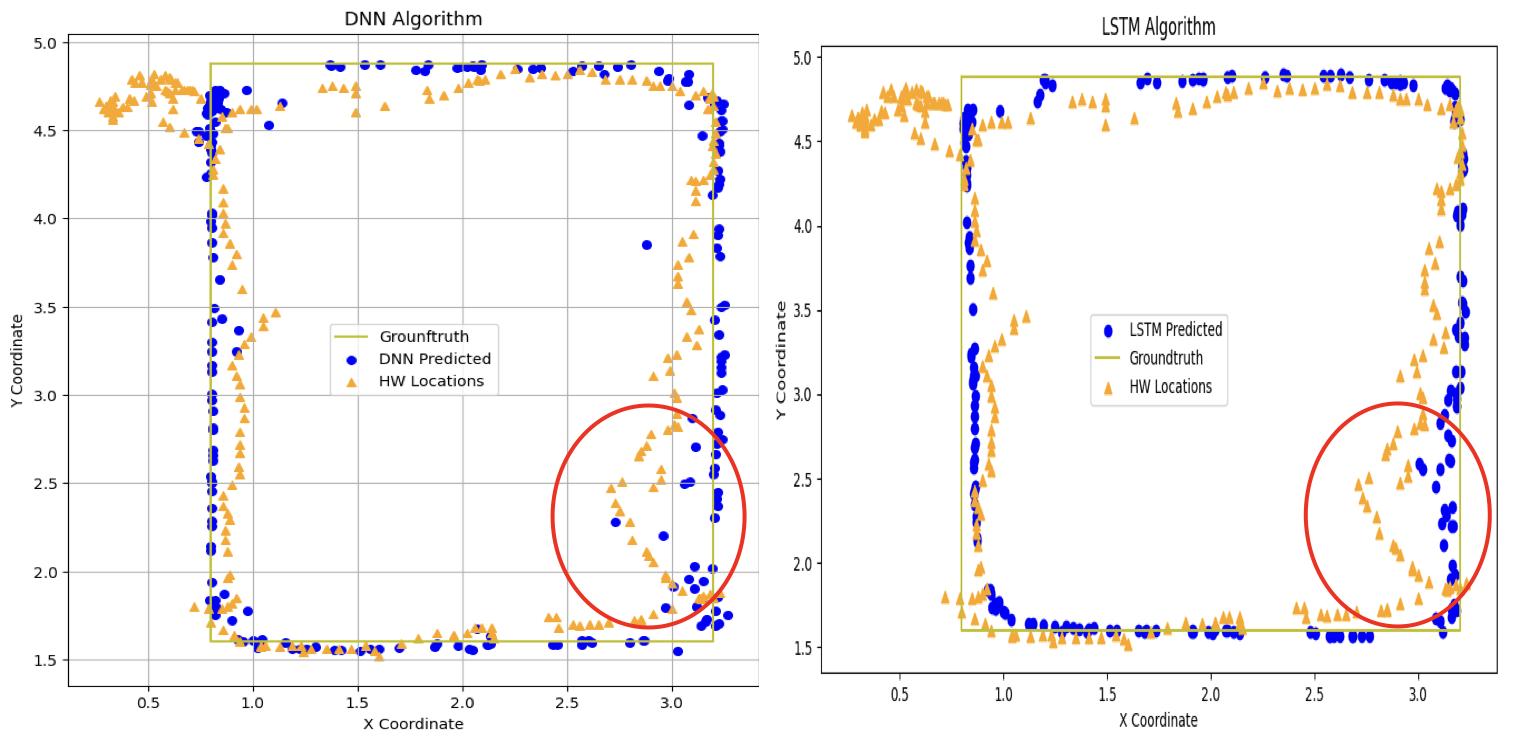 DNN Algorithm
5.0
4.5
4.0
3.5
3.0
2.5
2.0
1.5
Y Coordinate
Grounftruth
DNN Predicted
HW Locations
0.5
1.0
1.5
2.0
2.5
3.0
X Coordinate
LSTM Algorithm
5.0
4.5
4.0
3.5
3.0
2.5
2.0
1.5
Y Coordinate
LSTM Predicted
Groundtruth
HW Locations
0.5
1.0
1.5
2.0
2.5
3.0
X Coordinate